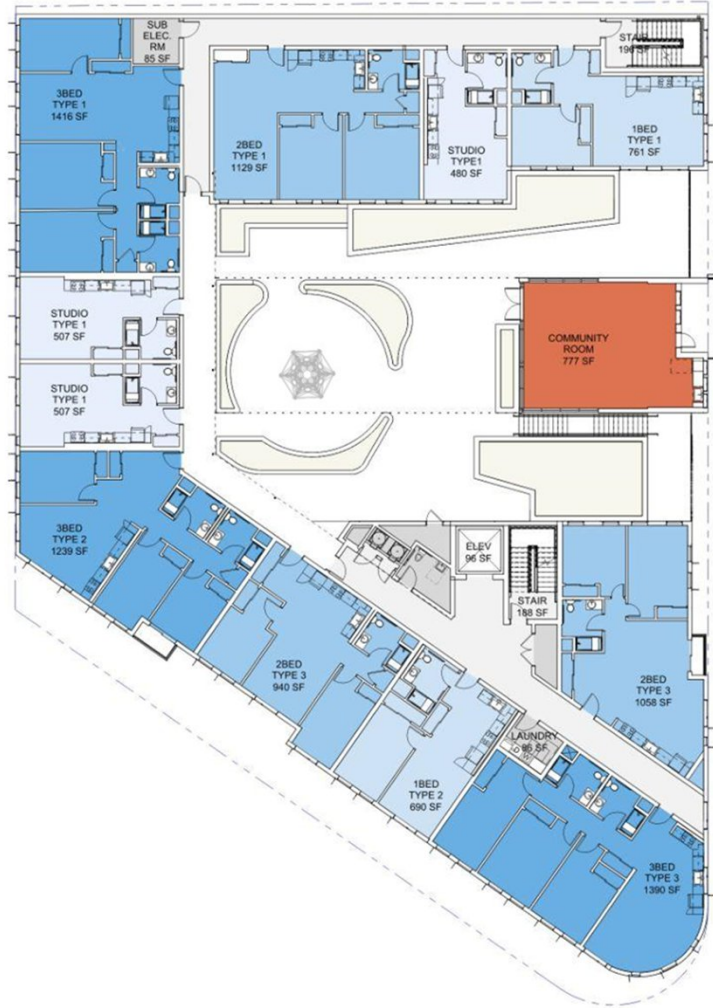 SUB
ELEC.
RM
85 SF
STAIR
196 SF
3BED
TYPE 1
1416 SF
2BED
TYPE 1
1129 SF
STUDIO
TYPE1
480 SF
1BED
TYPE 1
761 SF
STUDIO
TYPE 1
507 SF
COMMUNITY
ROOM
777 SF
STUDIO
TYPE 1
507 SF
3BED
TYPE 2
1239 SF
ELEV
96 SF
STAIR
188 SF
2BED
TYPE 3
940 SF
2BED
TYPE 3
1058 SF
LAUNDRY
96 SF
1BED
TYPE 2
690 SF
3BED
TYPE 3
1390 SF